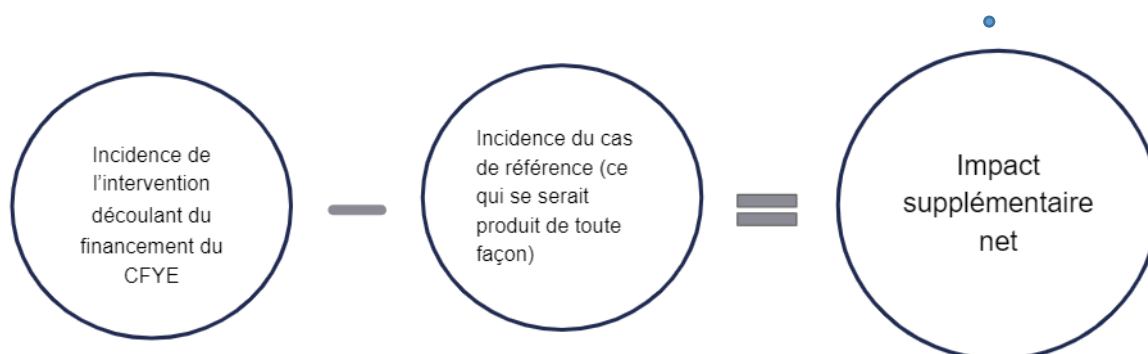 Incidence de
l'intervention
découlant du
financement du
CFYE
Incidence du cas
de référence (ce
qui se serait
produit de toute
façon)
Impact
supplémentaire
net